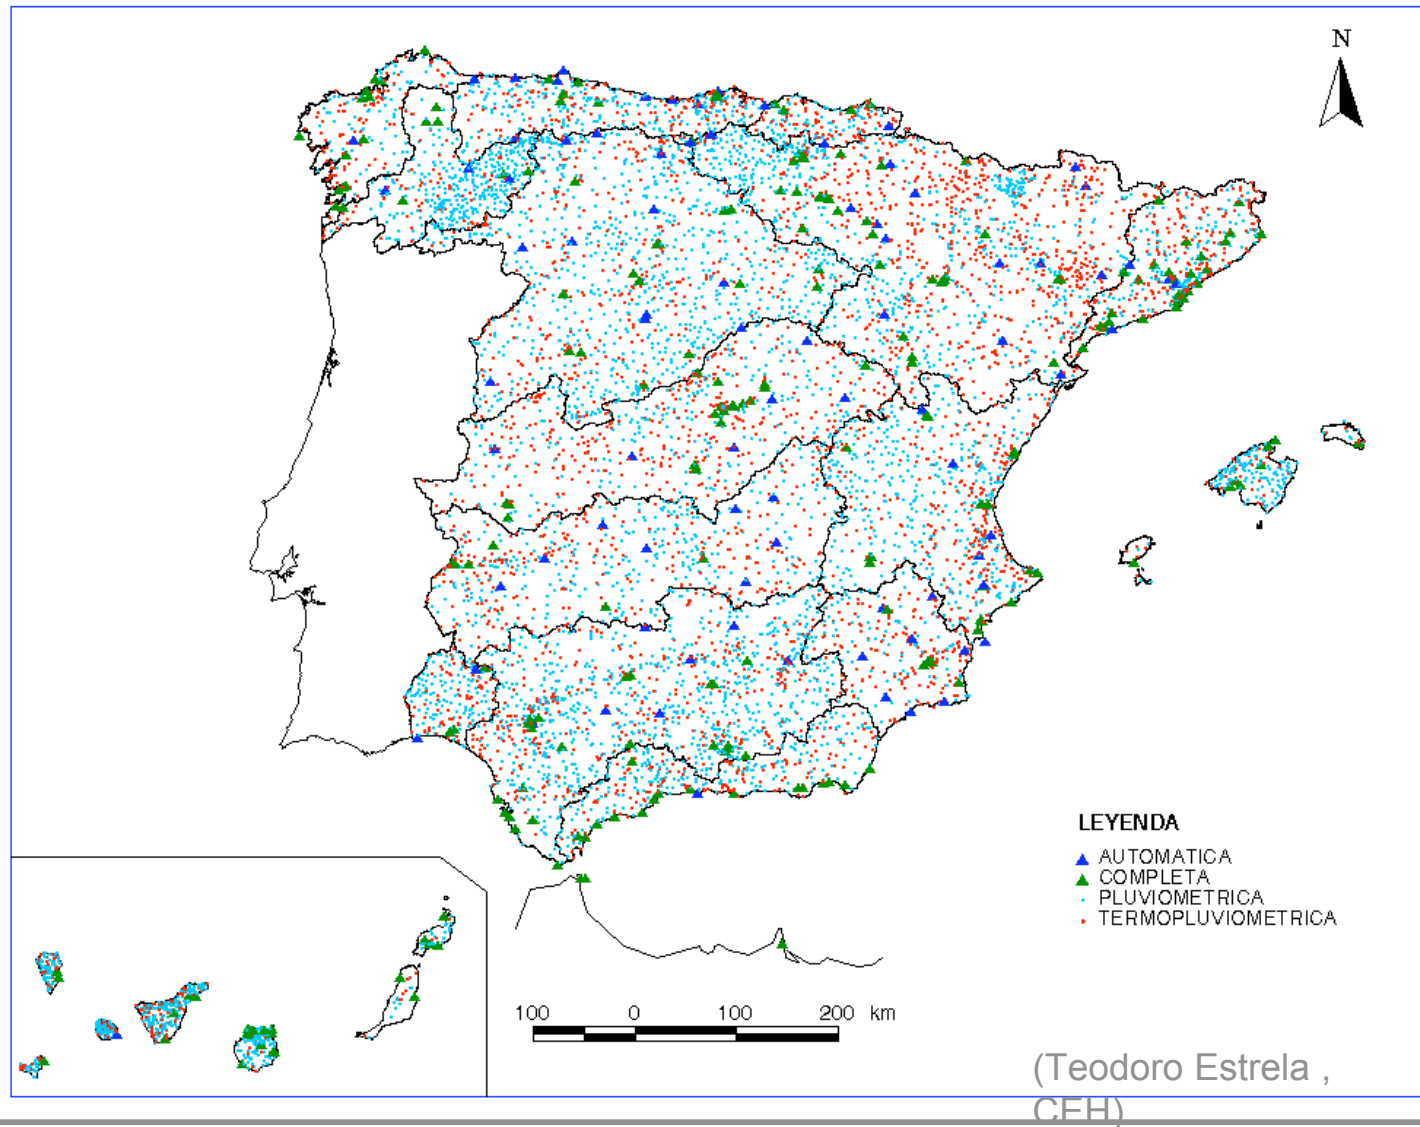 N
LEYENDA
AUTOMATICA
COMPLETA
PLUVIOMETRICA
TERMOPLUVIOMETRICA
100 0 100 200 km
(Teodoro Estrela ,
CEH)